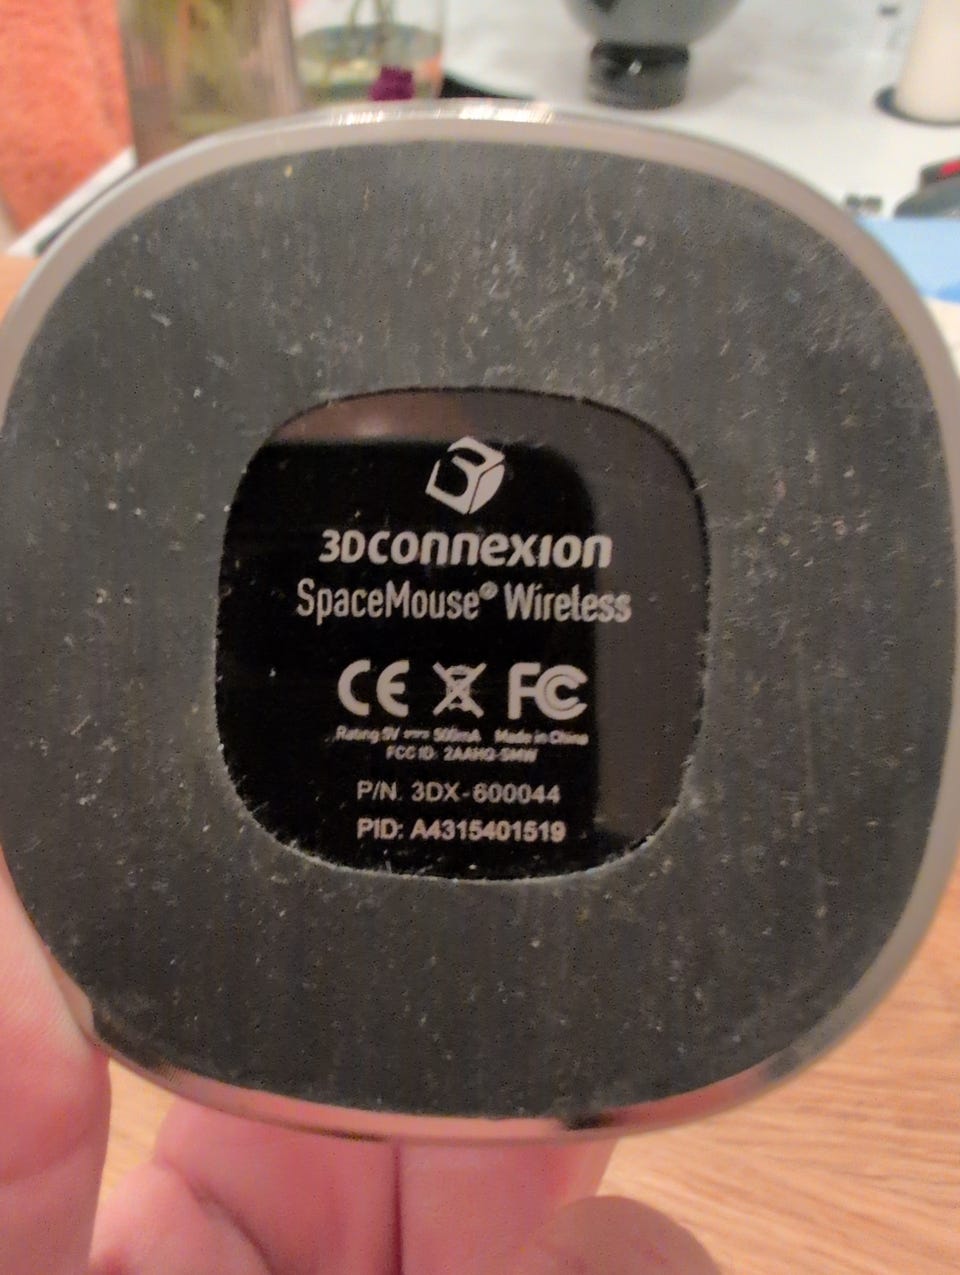 3Dconnexion
SpaceMouse® Wireless
CE FC
Rating 5V 500mA Made in China
FCC ID: 2AAHQ-SMW
P/N. 3DX-600044
PID: A4315401519